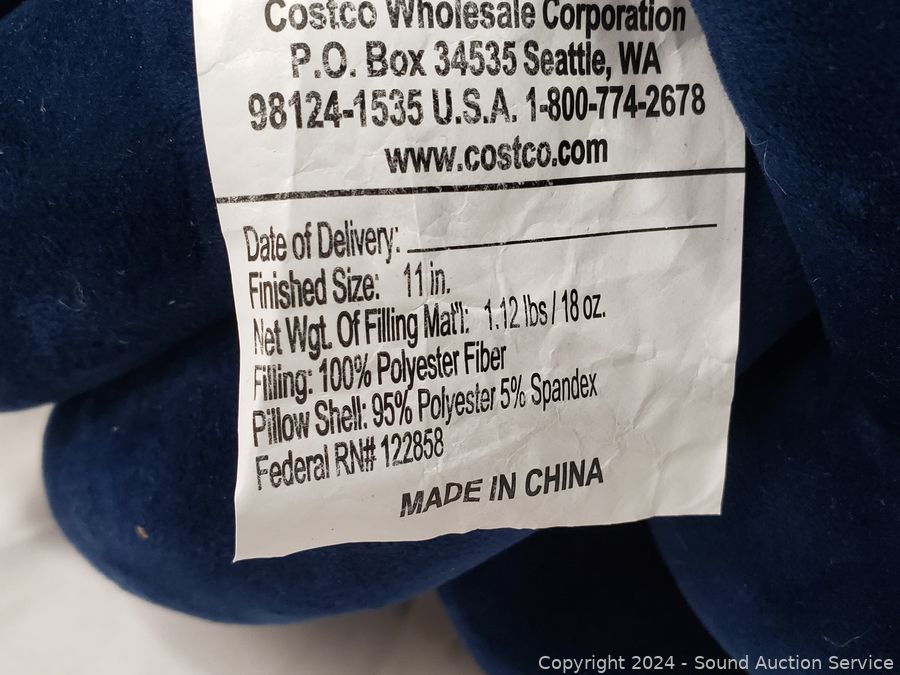 Costco Wholesale Corporation
P.O. Box 34535 Seattle, WA
98124-1535 U.S.A. 1-800-774-2678
www.costco.com
Date of Delivery:
Finished Size: 11 in.
Net Wgt. Of Filling Mat'l: 1.12 lbs / 18 oz.
Filling: 100% Polyester Fiber
Pillow Shell: 95% Polyester 5% Spandex
Federal RN# 122858
MADE IN CHINA
Copyright 2024 - Sound Auction Service